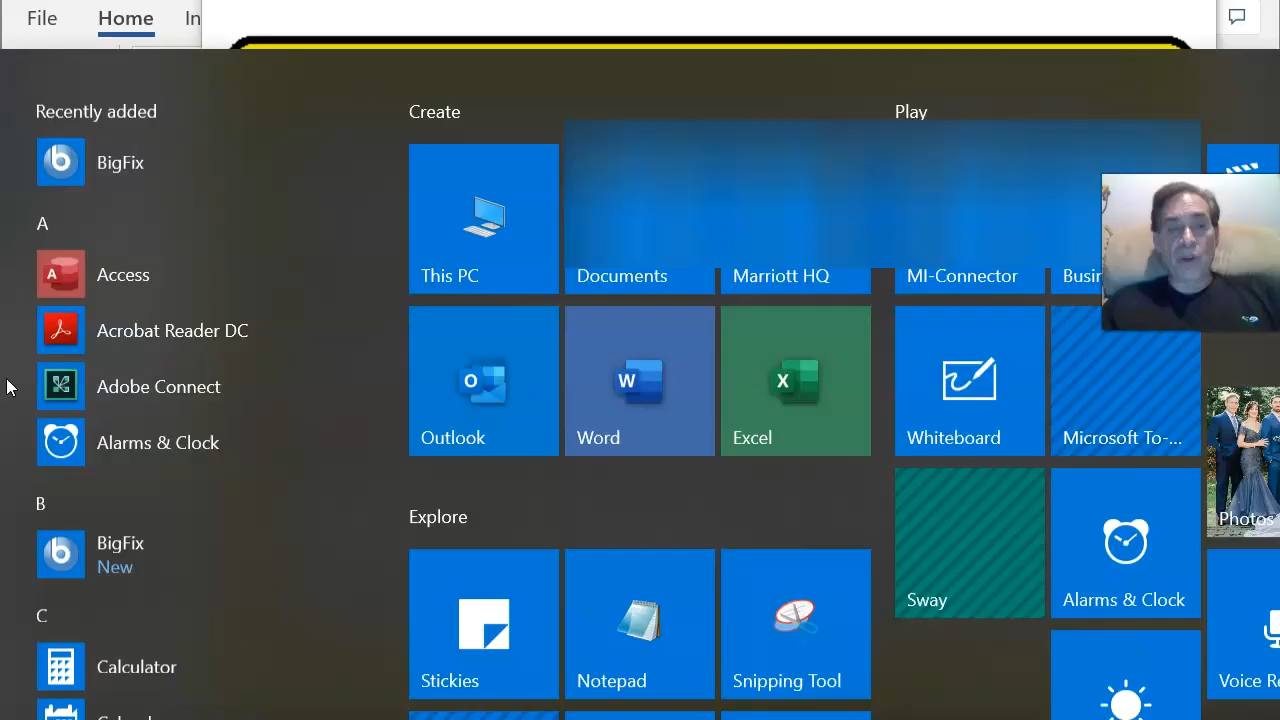 File
Home
In
Recently added
BigFix
A
Access
Acrobat Reader DC
Adobe Connect
Alarms & Clock
B
BigFix
New
C
Calculator
Create
This PC
Documents
Marriott HQ
Outlook
Word
Excel
Explore
Stickies
Notepad
Snipping Tool
Play
MI-Connector
Busi
Whiteboard
Microsoft To-...
Photos
Sway
Alarms & Clock
Voice Re